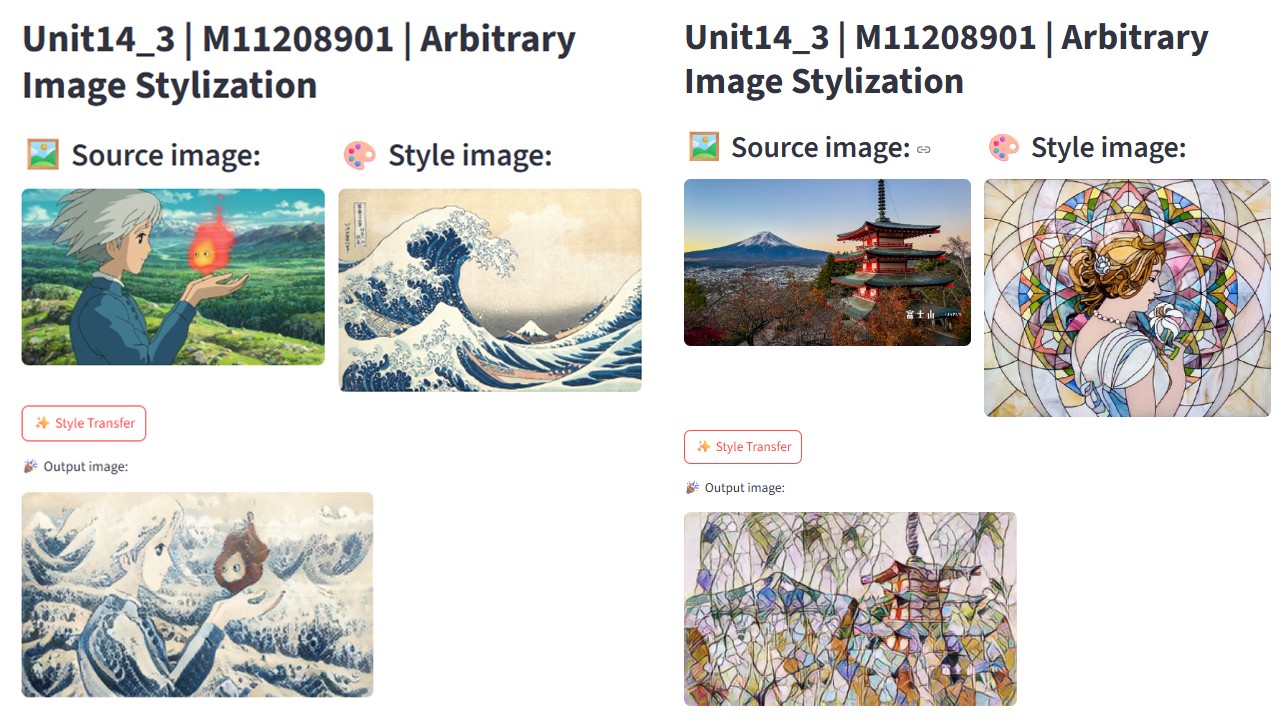 Unit14_3 | M11208901 | Arbitrary
Image Stylization
Source image:
Style image:
Style Transfer
Output image:
Unit14_3 | M11208901 | Arbitrary
Image Stylization
Source image:
Style image:
富士山
JAPAN
Style Transfer
Output image: